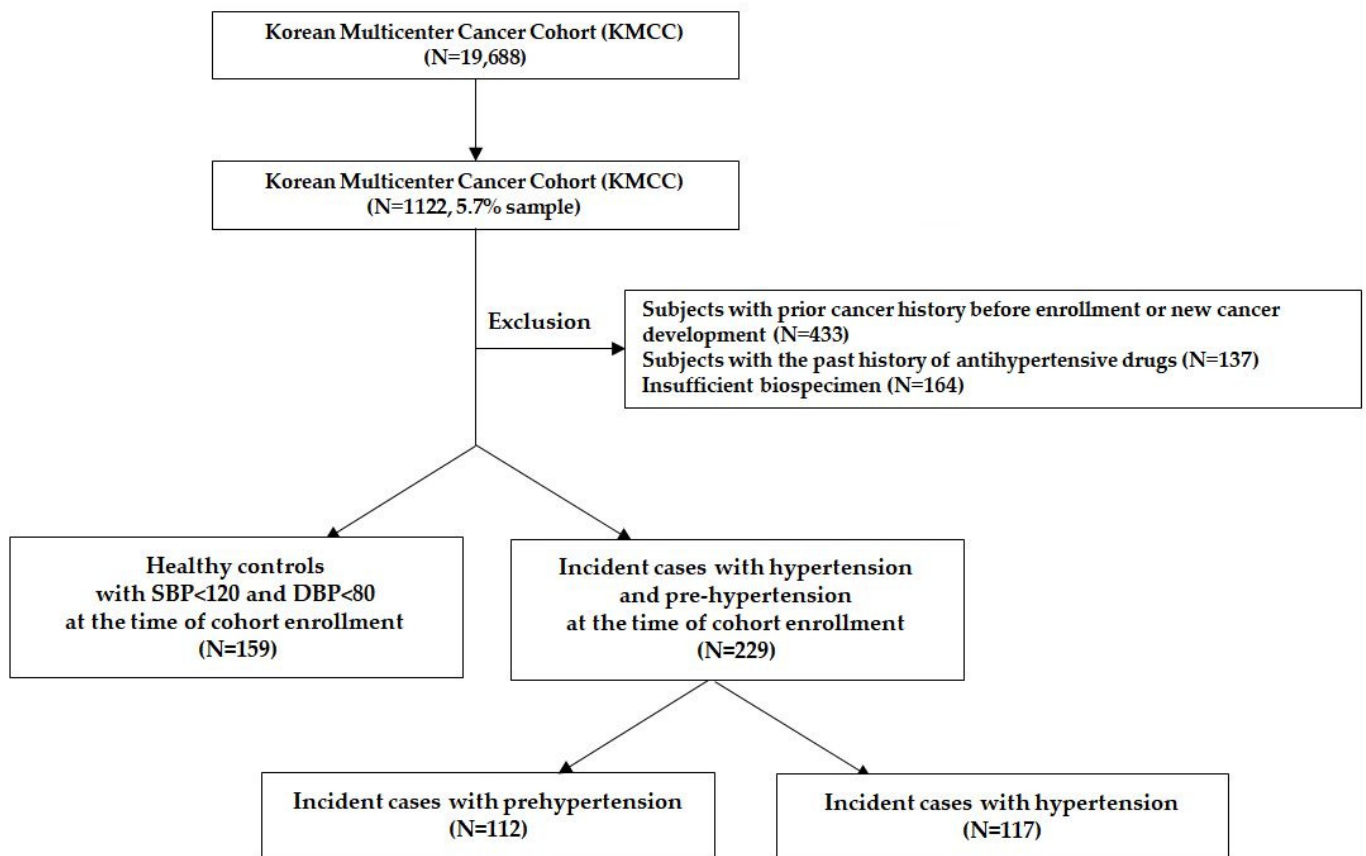 Korean Multicenter Cancer Cohort (KMCC)
(N=19,688)
Korean Multicenter Cancer Cohort (KMCC)
(N=1122, 5.7% sample)
Exclusion
Subjects with prior cancer history before enrollment or new cancer
development (N=433)
Subjects with the past history of antihypertensive drugs (N=137)
Insufficient biospecimen (N=164)
Healthy controls
with SBP<120 and DBP<80
at the time of cohort enrollment
(N=159)
Incident cases with hypertension
and pre-hypertension
at the time of cohort enrollment
(N=229)
Incident cases with prehypertension
(N=112)
Incident cases with hypertension
(N=117)